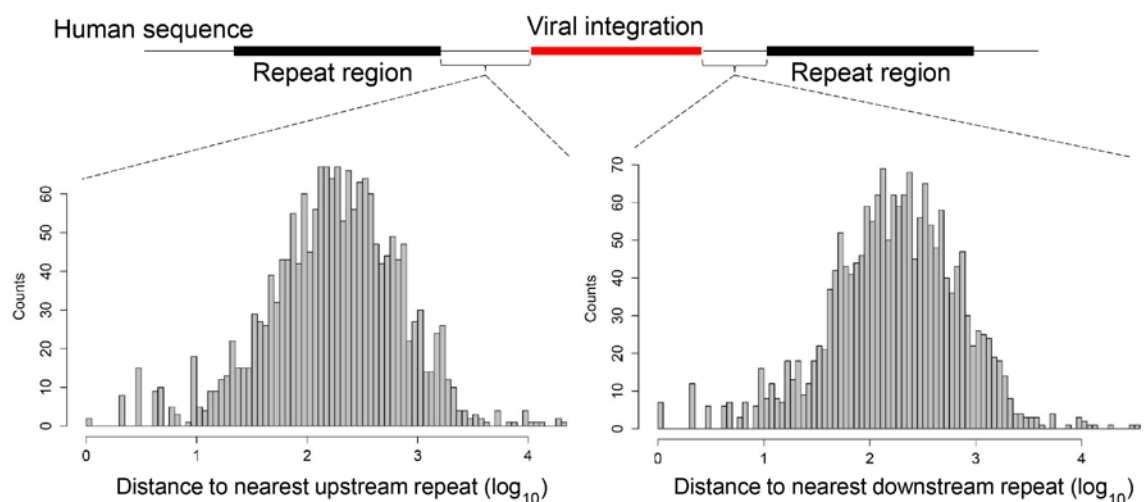 Human sequence
Viral integration
Repeat region
Repeat region
Counts
0 10 20 30 40 50 60
0 1 2 3 4
Distance to nearest upstream repeat (log10)
Counts
0 10 20 30 40 50 60 70
0 1 2 3 4
Distance to nearest downstream repeat (log10)